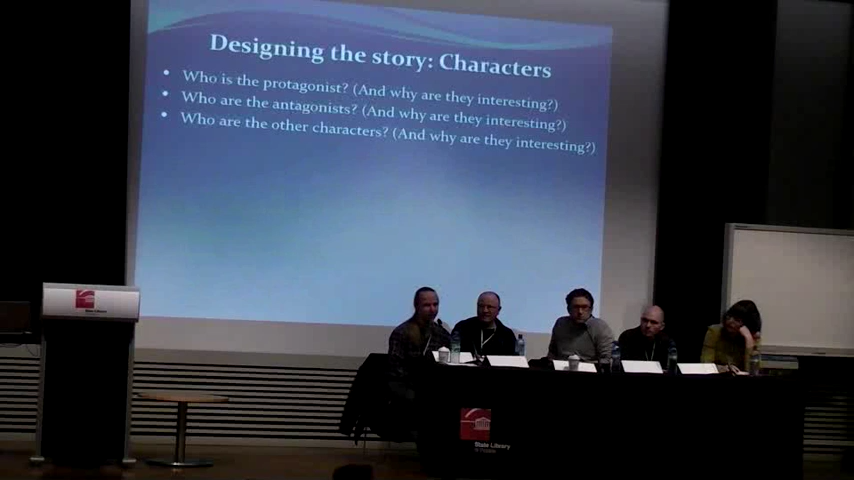 Designing the story: Characters
• Who is the protagonist? (And why are they interesting?)
• Who are the antagonists? (And why are they interesting?)
• Who are the other characters? (And why are they interesting?)
State Library